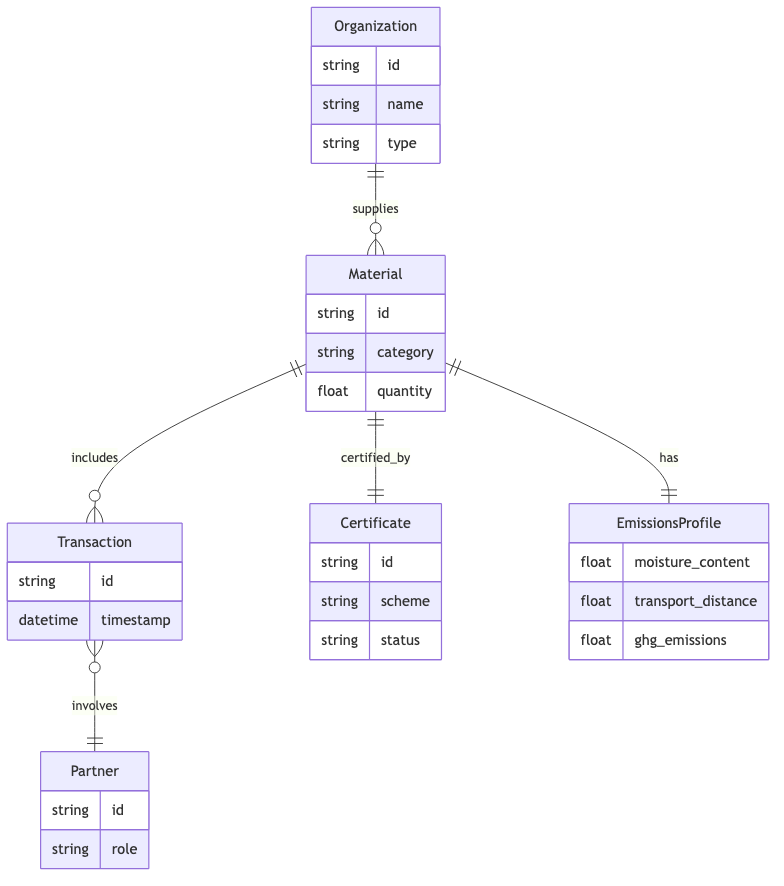 Organization
string id
string name
string type
supplies
Material
string id
string category
float quantity
includes
certified_by
has
Transaction
string id
datetime timestamp
Certificate
string id
string scheme
string status
EmissionsProfile
float moisture_content
float transport_distance
float ghg_emissions
involves
Partner
string id
string role